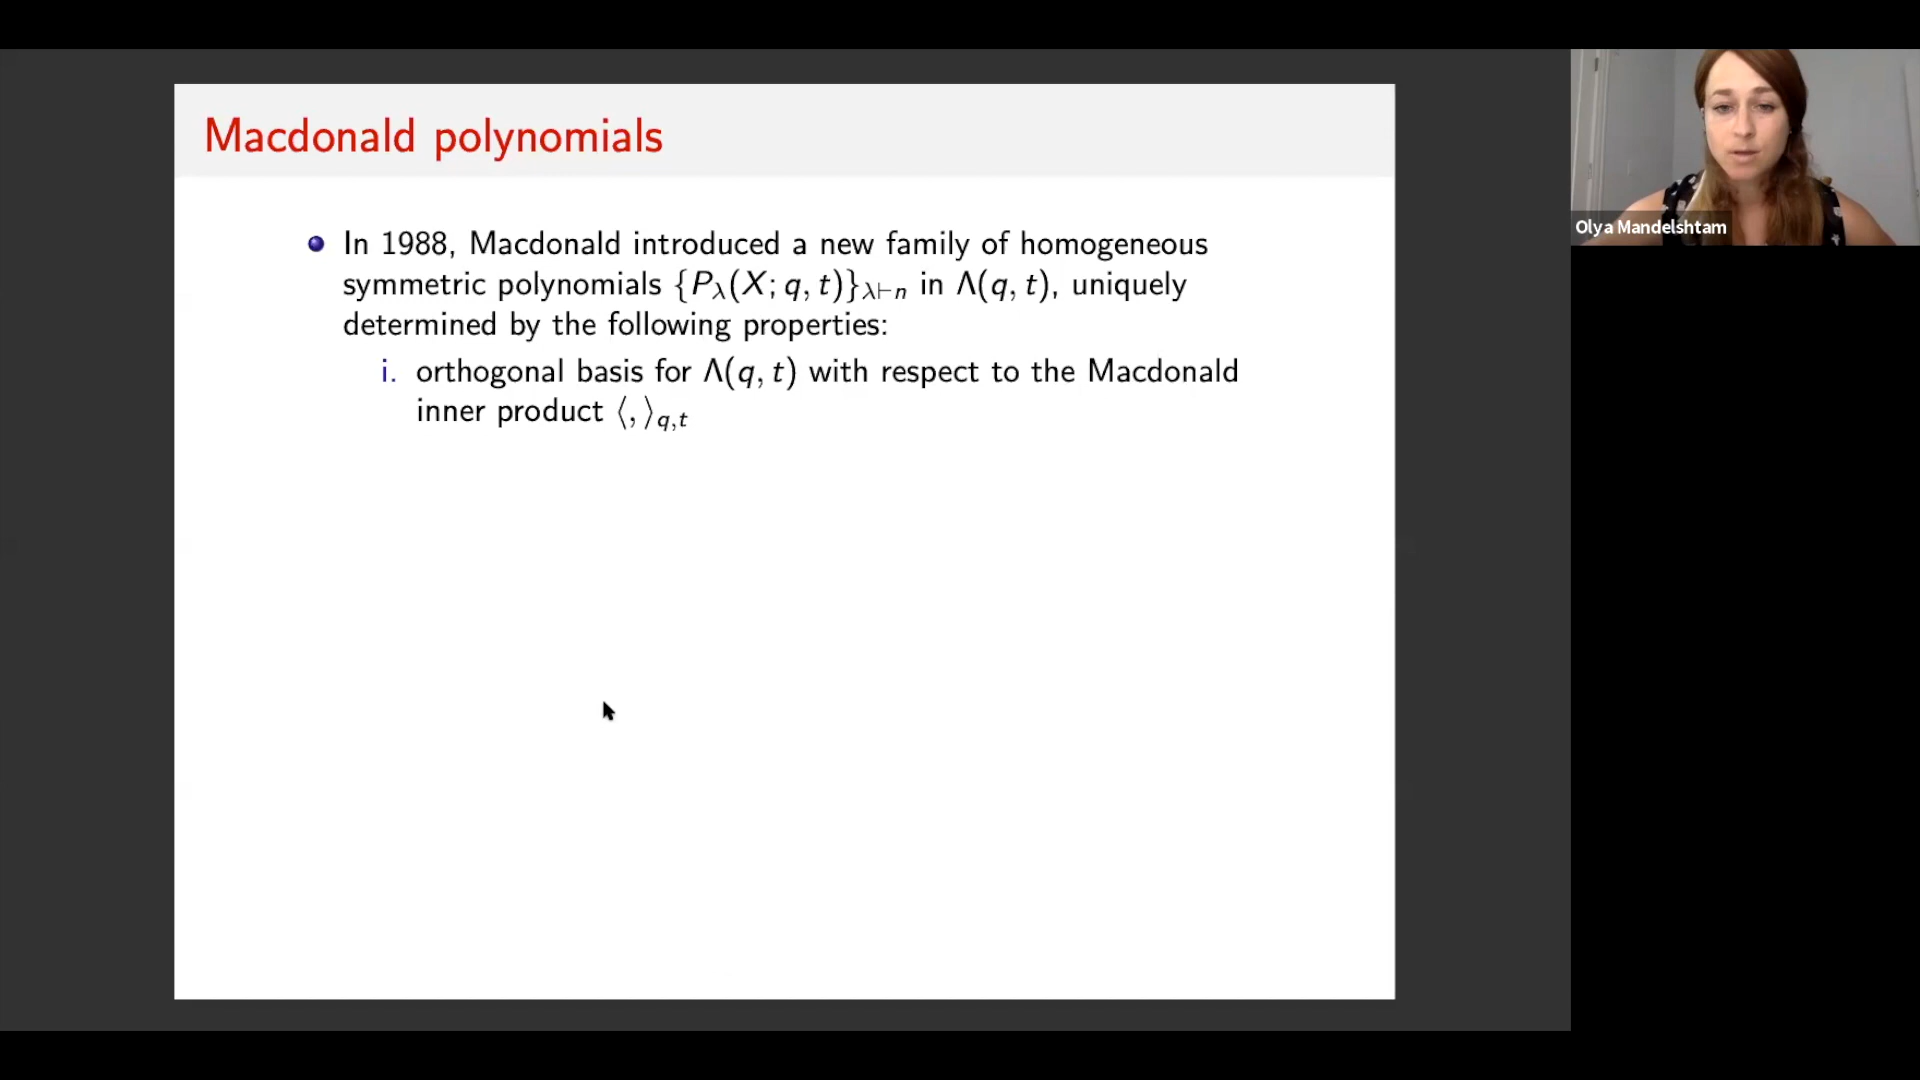 Macdonald polynomials
In 1988, Macdonald introduced a new family of homogeneous
symmetric polynomials {P_λ(X; q, t)}_{λ⊢n} in Λ(q, t), uniquely
determined by the following properties:
i. orthogonal basis for Λ(q, t) with respect to the Macdonald
inner product ⟨,⟩_{q,t}
Olya Mandelshtam